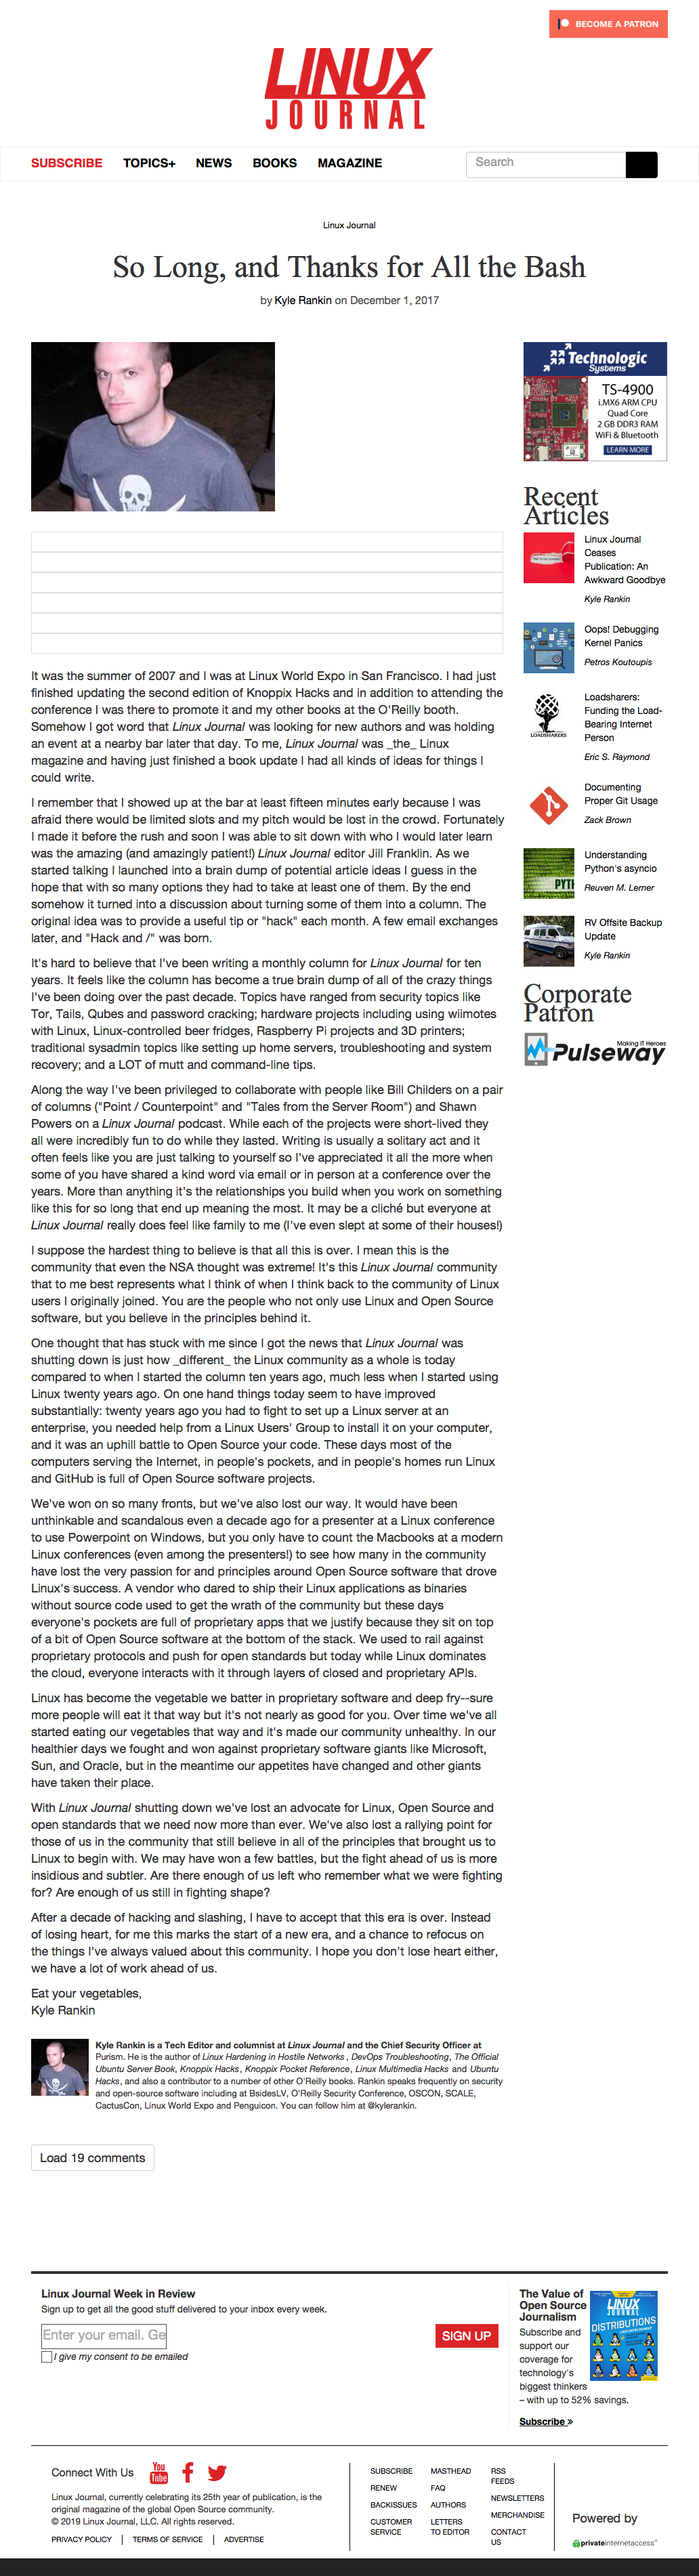 BECOME A PATRON
LINUX
JOURNAL
SUBSCRIBE TOPICS+ NEWS BOOKS MAGAZINE Search
Linux Journal
So Long, and Thanks for All the Bash
by Kyle Rankin on December 1, 2017
It was the summer of 2007 and I was at Linux World Expo in San Francisco. I had just
finished updating the second edition of Knoppix Hacks and in addition to attending the
conference I was there to promote it and my other books at the O'Reilly booth.
Somehow I got word that Linux Journal was looking for new authors and was holding
an event at a nearby bar later that day. To me, Linux Journal was _the_ Linux
magazine and having just finished a book update I had all kinds of ideas for things I
could write.
I remember that I showed up at the bar at least fifteen minutes early because I was
afraid there would be limited slots and my pitch would be lost in the crowd. Fortunately
I made it before the rush and soon I was able to sit down with who I would later learn
was the amazing (and amazingly patient!) Linux Journal editor Jill Franklin. As we
started talking I launched into a brain dump of potential article ideas I guess in the
hope that with so many options they had to take at least one of them. By the end
somehow it turned into a discussion about turning some of them into a column. The
original idea was to provide a useful tip or "hack" each month. A few email exchanges
later, and "Hack and /" was born.
It's hard to believe that I've been writing a monthly column for Linux Journal for ten
years. It feels like the column has become a true brain dump of all of the crazy things
I've been doing over the past decade. Topics have ranged from security topics like
Tor, Tails, Qubes and password cracking; hardware projects including using wiimotes
with Linux, Linux-controlled beer fridges, Raspberry Pi projects and 3D printers;
traditional sysadmin topics like setting up home servers, troubleshooting and system
recovery; and a LOT of mutt and command-line tips.
Along the way I've been privileged to collaborate with people like Bill Childers on a pair
of columns ("Point / Counterpoint" and "Tales from the Server Room") and Shawn
Powers on a Linux Journal podcast. While each of the projects were short-lived they
all were incredibly fun to do while they lasted. Writing is usually a solitary act and it
often feels like you are just talking to yourself so I've appreciated it all the more when
some of you have shared a kind word via email or in person at a conference over the
years. More than anything it's the relationships you build when you work on something
like this for so long that end up meaning the most. It may be a cliché but everyone at
Linux Journal really does feel like family to me (I've even slept at some of their houses!)
I suppose the hardest thing to believe is that all this is over. I mean this is the
community that even the NSA thought was extreme! It's this Linux Journal community
that to me best represents what I think of when I think back to the community of Linux
users I originally joined. You are the people who not only use Linux and Open Source
software, but you believe in the principles behind it.
One thought that has stuck with me since I got the news that Linux Journal was
shutting down is just how _different_ the Linux community as a whole is today
compared to when I started the column ten years ago, much less when I started using
Linux twenty years ago. On one hand things today seem to have improved
substantially: twenty years ago you had to fight to set up a Linux server at an
enterprise, you needed help from a Linux Users' Group to install it on your computer,
and it was an uphill battle to Open Source your code. These days most of the
computers serving the Internet, in people's pockets, and in people's homes run Linux
and GitHub is full of Open Source software projects.
We've won on so many fronts, but we've also lost our way. It would have been
unthinkable and scandalous even a decade ago for a presenter at a Linux conference
to use Powerpoint on Windows, but you only have to count the Macbooks at a modern
Linux conferences (even among the presenters!) to see how many in the community
have lost the very passion for and principles around Open Source software that drove
Linux's success. A vendor who dared to ship their Linux applications as binaries
without source code used to get the wrath of the community but these days
everyone's pockets are full of proprietary apps that we justify because they sit on top
of a bit of Open Source software at the bottom of the stack. We used to rail against
proprietary protocols and push for open standards but today while Linux dominates
the cloud, everyone interacts with it through layers of closed and proprietary APIs.
Linux has become the vegetable we batter in proprietary software and deep fry--sure
more people will eat it that way but it's not nearly as good for you. Over time we've all
started eating our vegetables that way and it's made our community unhealthy. In our
healthier days we fought and won against proprietary software giants like Microsoft,
Sun, and Oracle, but in the meantime our appetites have changed and other giants
have taken their place.
With Linux Journal shutting down we've lost an advocate for Linux, Open Source and
open standards that we need now more than ever. We've also lost a rallying point for
those of us in the community that still believe in all of the principles that brought us to
Linux to begin with. We may have won a few battles, but the fight ahead of us is more
insidious and subtler. Are there enough of us left who remember what we were fighting
for? Are enough of us still in fighting shape?
After a decade of hacking and slashing, I have to accept that this era is over. Instead
of losing heart, for me this marks the start of a new era, and a chance to refocus on
the things I've always valued about this community. I hope you don't lose heart either,
we have a lot of work ahead of us.
Eat your vegetables,
Kyle Rankin
Kyle Rankin is a Tech Editor and columnist at Linux Journal and the Chief Security Officer at
Purism. He is the author of Linux Hardening in Hostile Networks, DevOps Troubleshooting, The Official
Ubuntu Server Book, Knoppix Hacks, Knoppix Pocket Reference, Linux Multimedia Hacks and Ubuntu
Hacks, and also a contributor to a number of other O'Reilly books. Rankin speaks frequently on security
and open-source software including at BsidesLV, O'Reilly Security Conference, OSCON, SCALE,
CactusCon, Linux World Expo and Penguicon. You can follow him at @kylerankin.
Load 19 comments
Technologic
Systems
TS-4900
i.MX6 ARM CPU
Quad Core
2 GB DDR3 RAM
WiFi & Bluetooth
LEARN MORE
Recent
Articles
Linux Journal
Ceases
Publication: An
Awkward Goodbye
Kyle Rankin
Oops! Debugging
Kernel Panics
Petros Koutoupis
LOADSHARERS
Loadsharers:
Funding the Load-
Bearing Internet
Person
Eric S. Raymond
Documenting
Proper Git Usage
Zack Brown
PYTH
Understanding
Python's asyncio
Reuven M. Lerner
RV Offsite Backup
Update
Kyle Rankin
Corporate
Patron
Making IT Heroes
Pulseway
Linux Journal Week in Review
Sign up to get all the good stuff delivered to your inbox every week.
Enter your email. Ge
SIGN UP
I give my consent to be emailed
The Value of
Open Source
Journalism
Subscribe and
support our
coverage for
technology's
biggest thinkers
– with up to 52% savings.
Subscribe »
LINUX
JOURNAL
DISTRIBUTIONS
Connect With Us
You
Tube
Linux Journal, currently celebrating its 25th year of publication, is the
original magazine of the global Open Source community.
© 2019 Linux Journal, LLC. All rights reserved.
PRIVACY POLICY TERMS OF SERVICE ADVERTISE
SUBSCRIBE
RENEW
BACKISSUES
CUSTOMER
SERVICE
MASTHEAD
FAQ
AUTHORS
LETTERS
TO EDITOR
RSS
FEEDS
NEWSLETTERS
MERCHANDISE
CONTACT
US
Powered by
privateinternetaccess